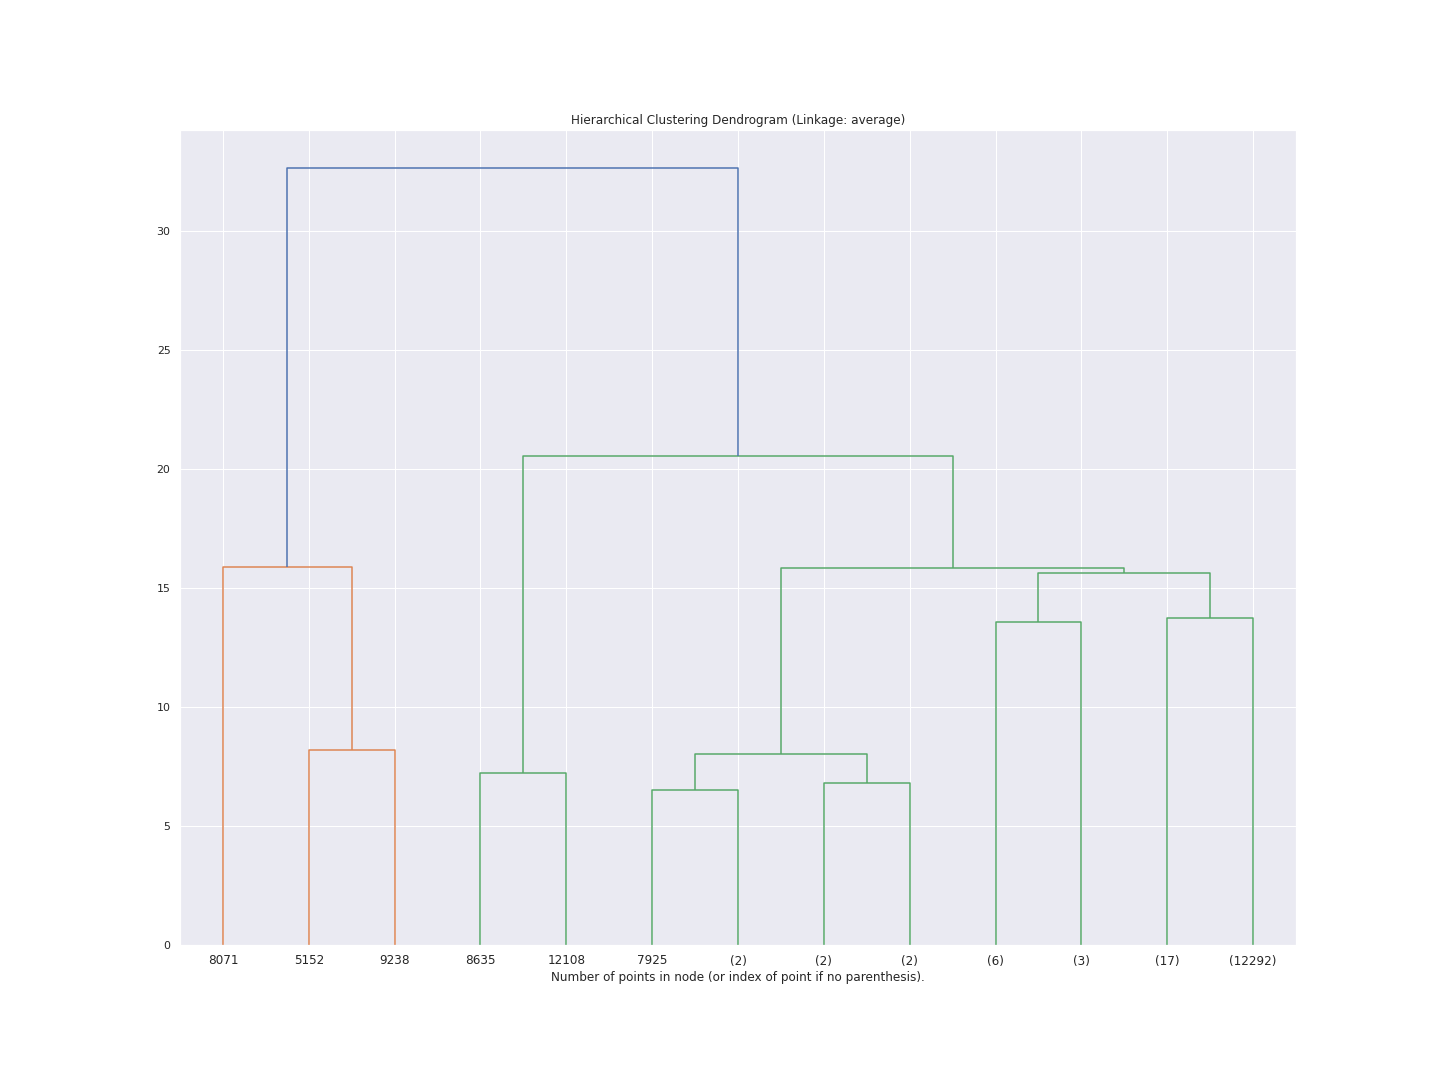 Hierarchical Clustering Dendrogram (Linkage: average)
30
25
20
15
10
5
0
8071 5152 9238 8635 12108 7925 (2) (2) (2) (6) (3) (17) (12292)
Number of points in node (or index of point if no parenthesis).